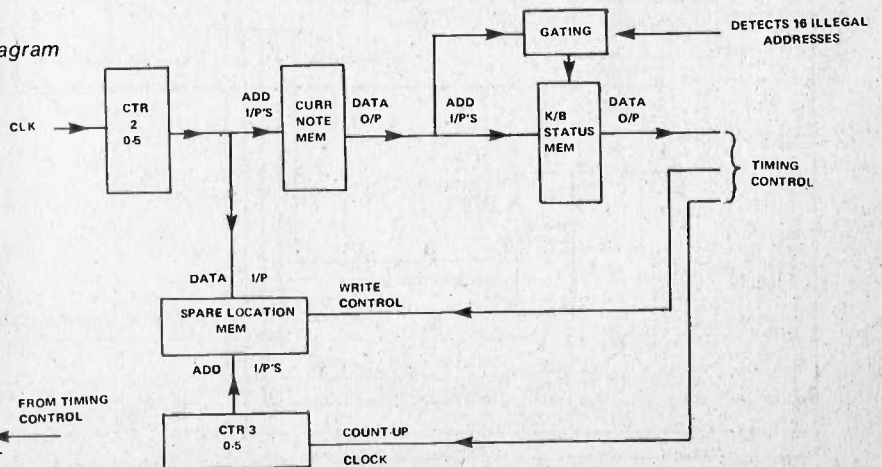 agram
CLK
CTR
2
0-5
ADD
I/P'S
CURR
NOTE
MEM
DATA
O/P
ADD
I/P'S
GATING
DETECTS 16 ILLEGAL
ADDRESSES
K/B
STATUS
MEM
DATA
O/P
TIMING
CONTROL
DATA I/P
SPARE LOCATION
MEM
WRITE
CONTROL
ADD I/P'S
FROM TIMING
CONTROL
CTR 3
0-5
COUNT-UP
CLOCK